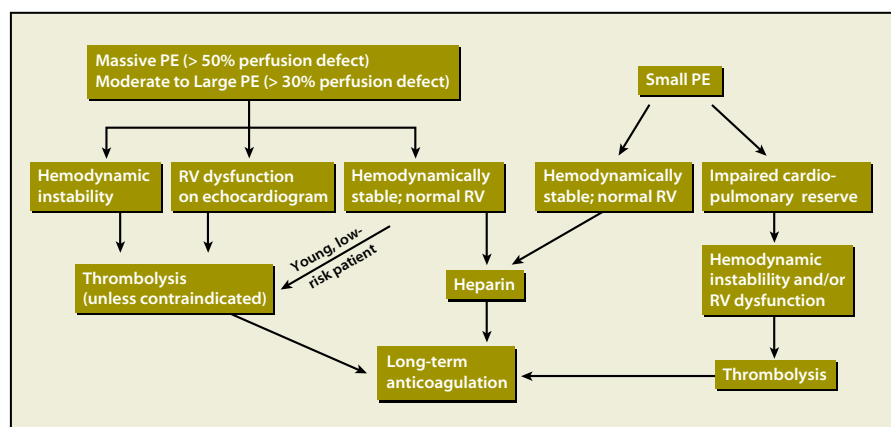 Massive PE (> 50% perfusion defect)
Moderate to Large PE (> 30% perfusion defect)
Small PE
Hemodynamic
instability
RV dysfunction
on echocardiogram
Hemodynamically
stable; normal RV
Hemodynamically
stable; normal RV
Impaired cardio-
pulmonary reserve
Young, low-
risk patient
Thrombolysis
(unless contraindicated)
Heparin
Hemodynamic
instablility and/or
RV dysfunction
Long-term
anticoagulation
Thrombolysis